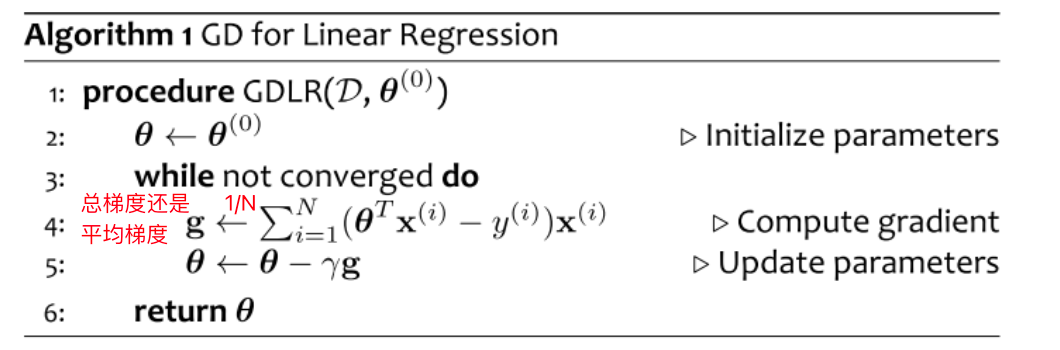 Algorithm 1 GD for Linear Regression
1: procedure GDLR(𝒟, θ⁽⁰⁾)
2: θ ← θ⁽⁰⁾ ▷ Initialize parameters
3: while not converged do
总梯度还是 1/N
平均梯度
4: g ← ∑ᵢ₌₁ᴺ(θᵀx⁽ⁱ⁾ − y⁽ⁱ⁾)x⁽ⁱ⁾ ▷ Compute gradient
5: θ ← θ − γg ▷ Update parameters
6: return θ